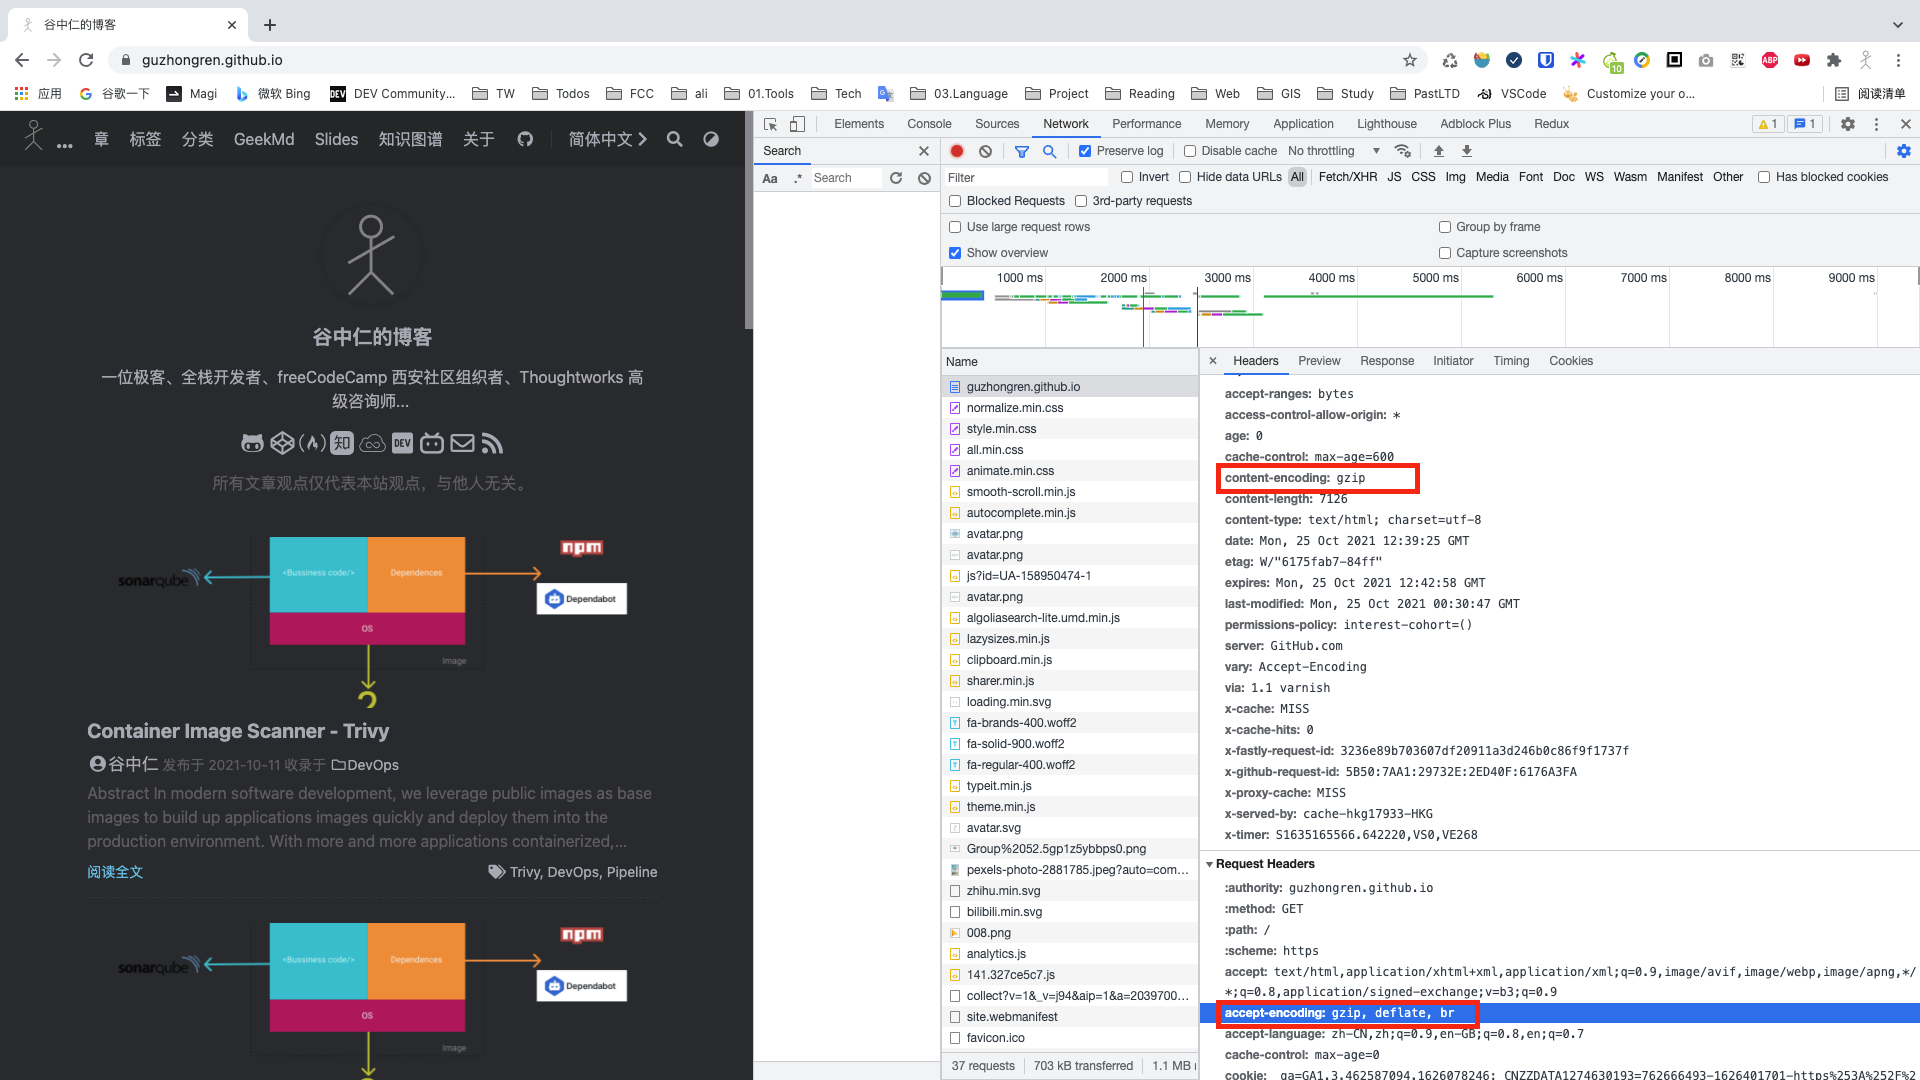 谷中仁的博客
guzhongren.github.io
10
ABP
应用
谷歌一下
Magi
微软 Bing
DEV Community...
TW
Todos
FCC
ali
01.Tools
Tech
03.Language
Project
Reading
Web
GIS
Study
PastLTD
VSCode
Customize your o...
阅读清单
章
标签
分类
GeekMd
Slides
知识图谱
关于
简体中文
谷中仁的博客
一位极客、全栈开发者、freeCodeCamp 西安社区组织者、Thoughtworks 高
级咨询师...
知
DEV
所有文章观点仅代表本站观点，与他人无关。
sonarqube
<Bussiness code/>
Dependences
OS
Image
npm
Dependabot
Container Image Scanner - Trivy
谷中仁 发布于 2021-10-11 收录于 DevOps
Abstract In modern software development, we leverage public images as base
images to build up applications images quickly and deploy them into the
production environment. With more and more applications containerized,...
阅读全文
Trivy, DevOps, Pipeline
sonarqube
<Bussiness code/>
Dependences
OS
Image
npm
Dependabot
Elements
Console
Sources
Network
Performance
Memory
Application
Lighthouse
Adblock Plus
Redux
1
1
Search
Aa
.*
Search
Preserve log
Disable cache
No throttling
Filter
Invert
Hide data URLs
All
Fetch/XHR
JS
CSS
Img
Media
Font
Doc
WS
Wasm
Manifest
Other
Has blocked cookies
Blocked Requests
3rd-party requests
Use large request rows
Group by frame
Show overview
Capture screenshots
1000 ms
2000 ms
3000 ms
4000 ms
5000 ms
6000 ms
7000 ms
8000 ms
9000 ms
Name
guzhongren.github.io
normalize.min.css
style.min.css
all.min.css
animate.min.css
smooth-scroll.min.js
autocomplete.min.js
avatar.png
avatar.png
js?id=UA-158950474-1
avatar.png
algoliasearch-lite.umd.min.js
lazysizes.min.js
clipboard.min.js
sharer.min.js
loading.min.svg
fa-brands-400.woff2
fa-solid-900.woff2
fa-regular-400.woff2
typeit.min.js
theme.min.js
avatar.svg
Group%2052.5gp1z5ybbps0.png
pexels-photo-2881785.jpeg?auto=com...
zhihu.min.svg
bilibili.min.svg
008.png
analytics.js
141.327ce5c7.js
collect?v=1&_v=j94&aip=1&a=2039700...
site.webmanifest
favicon.ico
37 requests
703 kB transferred
1.1 MB
Headers
Preview
Response
Initiator
Timing
Cookies
accept-ranges: bytes
access-control-allow-origin: *
age: 0
cache-control: max-age=600
content-encoding: gzip
content-length: 7126
content-type: text/html; charset=utf-8
date: Mon, 25 Oct 2021 12:39:25 GMT
etag: W/"6175fab7-84ff"
expires: Mon, 25 Oct 2021 12:42:58 GMT
last-modified: Mon, 25 Oct 2021 00:30:47 GMT
permissions-policy: interest-cohort=()
server: GitHub.com
vary: Accept-Encoding
via: 1.1 varnish
x-cache: MISS
x-cache-hits: 0
x-fastly-request-id: 3236e89b703607df20911a3d246b0c86f9f1737f
x-github-request-id: 5B50:7AA1:29732E:2ED40F:6176A3FA
x-proxy-cache: MISS
x-served-by: cache-hkg17933-HKG
x-timer: S1635165566.642220,VS0,VE268
Request Headers
:authority: guzhongren.github.io
:method: GET
:path: /
:scheme: https
accept: text/html,application/xhtml+xml,application/xml;q=0.9,image/avif,image/webp,image/apng,*/
*;q=0.8,application/signed-exchange;v=b3;q=0.9
accept-encoding: gzip, deflate, br
accept-language: zh-CN,zh;q=0.9,en-GB;q=0.8,en;q=0.7
cache-control: max-age=0
cookie: _ga=GA1.3.462587094.1626078246; CNZZDATA1274630193=762666493-1626401701-https%253A%252F%2